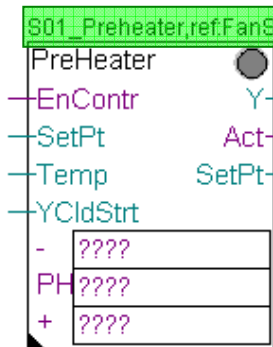 S01_Preheater,ref:FanS
PreHeater
EnContr Y
SetPt Act
Temp SetPt
YCldStrt
- ????
PH ????
+ ????